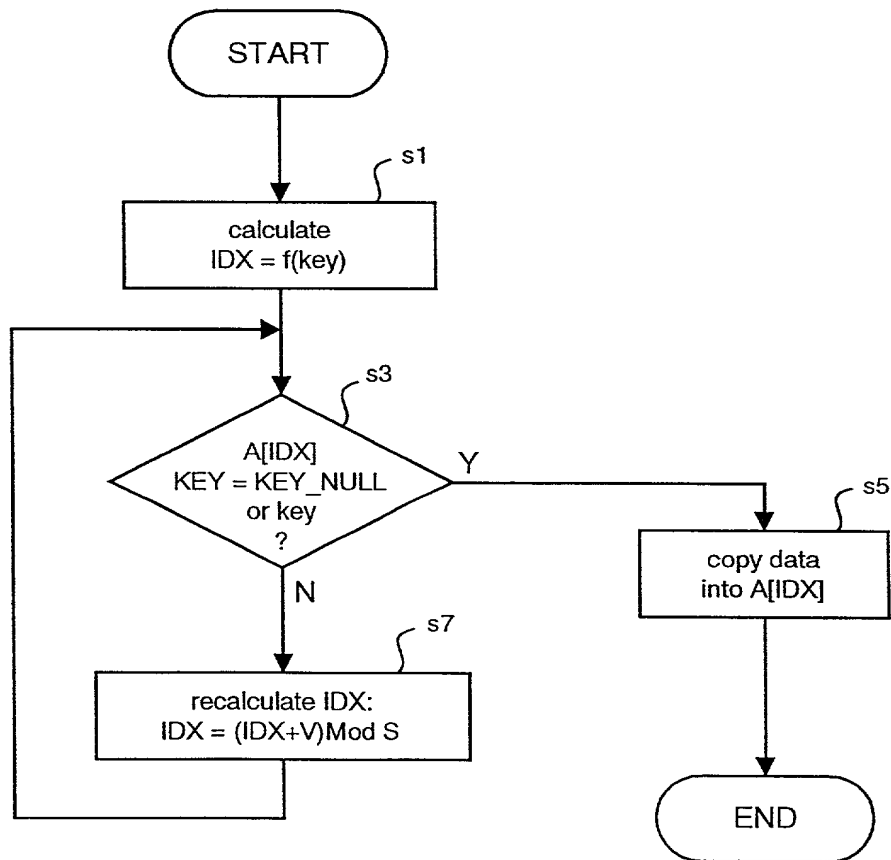 START
s1
calculate
IDX = f(key)
s3
A[IDX]
KEY = KEY_NULL
or key
?
Y
s5
copy data
into A[IDX]
N
s7
recalculate IDX:
IDX = (IDX+V)Mod S
END